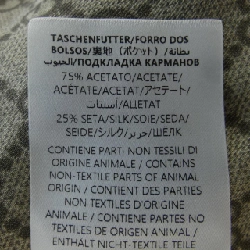 TASCHENFUTTER/FORRO DOS
BOLSOS/裏地 (ポケット) /بطانة
الجيوب/ПОДКЛАДКА КАРМАНОВ
75% ACETATO/ACETATE/
ACÉTATE/ACETAT/アセテート/
أسيتات/АЦЕТАТ
25% SETA/SILK/SOIE/SEDA/
SEIDE/シルク/حرير/ШЕЛК
CONTIENE PARTI NON TESSILI DI
ORIGINE ANIMALE / CONTAINS
NON-TEXTILE PARTS OF ANIMAL
ORIGIN / CONTIENT DES PARTIES
NON TEXTILES D'ORIGINE
ANIMALE / CONTIENE PARTES NO
TEXTILES DE ORIGEN ANIMAL /
ENTHÄLT NICHT-TEXTILE TEILE